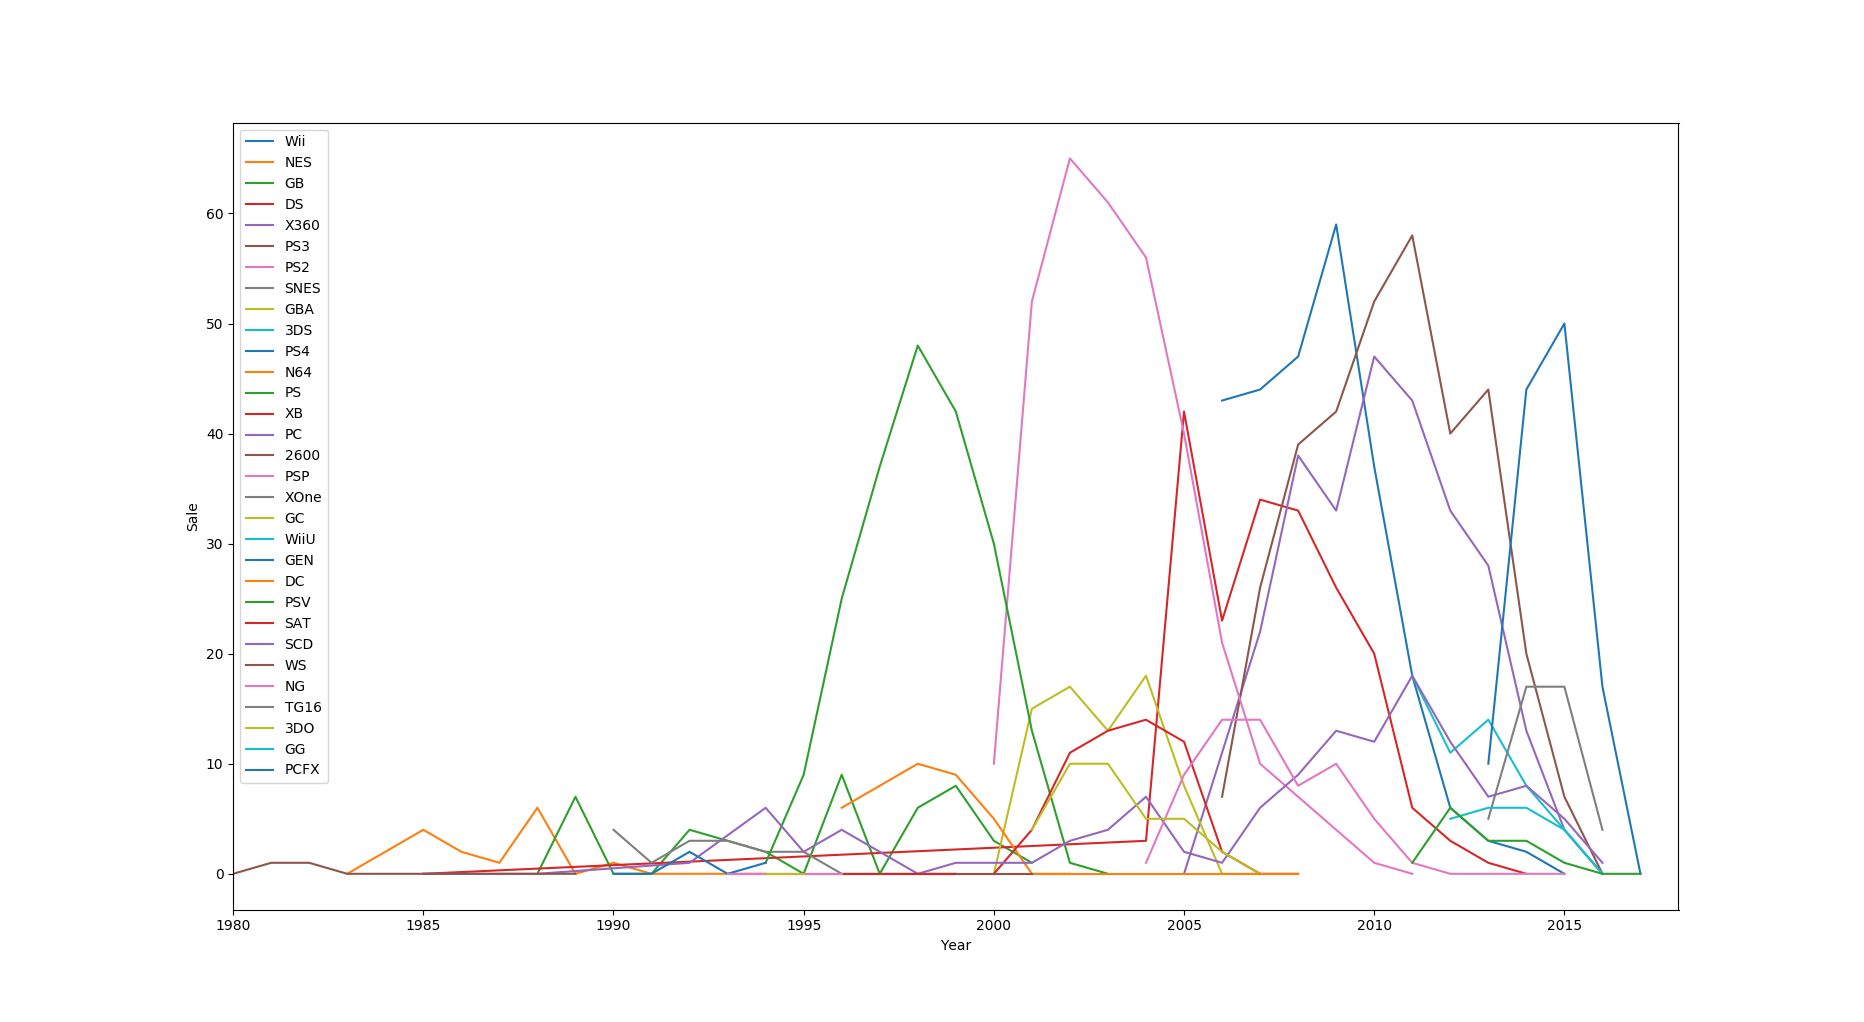 Wii
NES
GB
DS
X360
PS3
PS2
SNES
GBA
3DS
PS4
N64
PS
XB
PC
2600
PSP
XOne
GC
WiiU
GEN
DC
PSV
SAT
SCD
WS
NG
TG16
3DO
GG
PCFX
60
50
40
30
20
10
0
Sale
1980 1985 1990 1995 2000 2005 2010 2015
Year